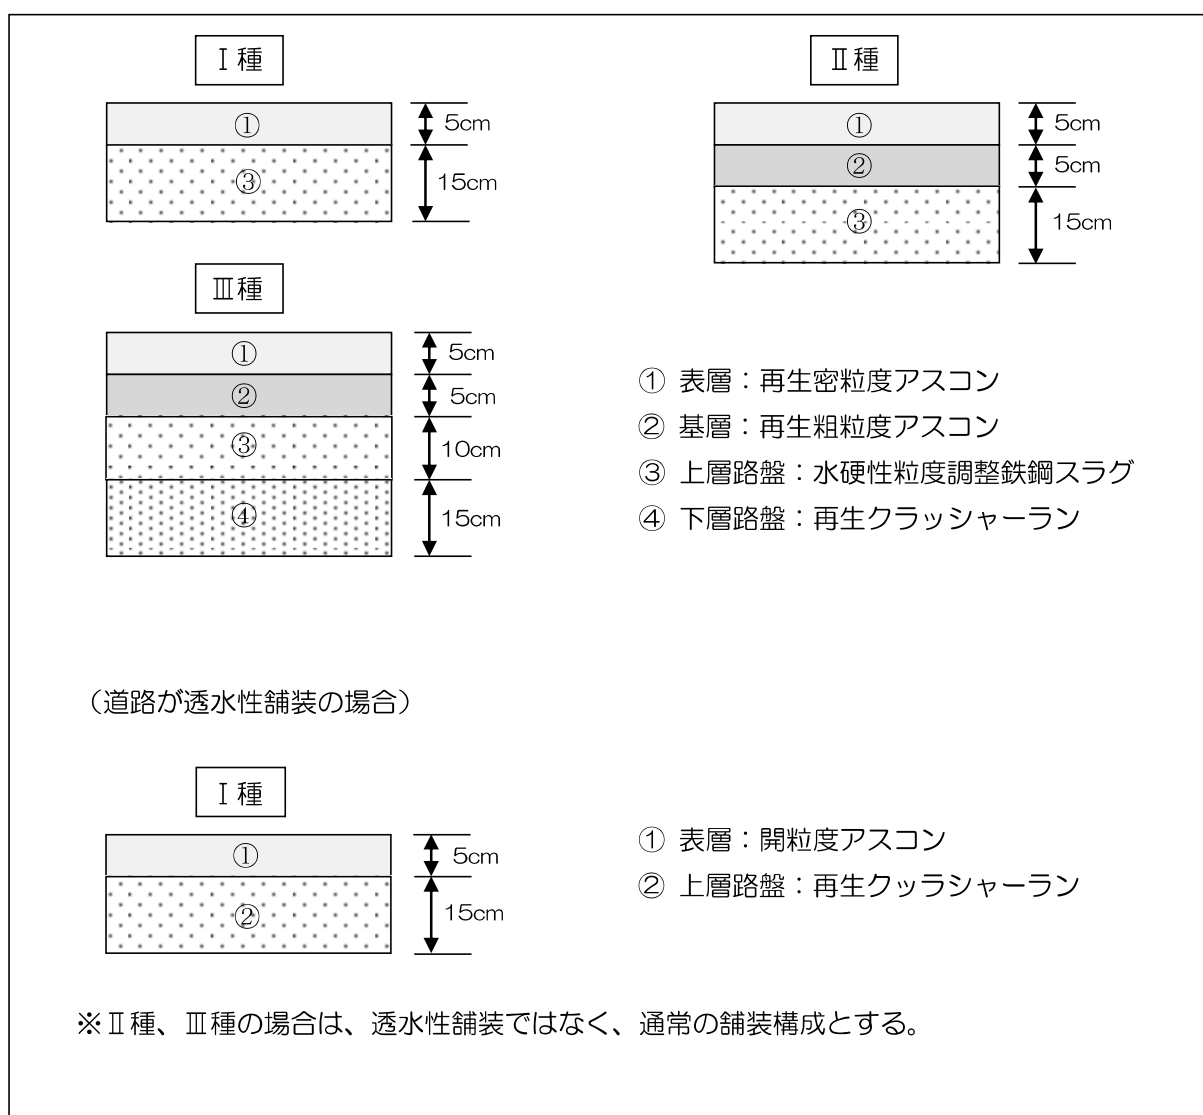 Ⅰ種
① 5cm
③ 15cm
Ⅱ種
① 5cm
② 5cm
③ 15cm
Ⅲ種
① 5cm
② 5cm
③ 10cm
④ 15cm
① 表層：再生密粒度アスコン
② 基層：再生粗粒度アスコン
③ 上層路盤：水硬性粒度調整鉄鋼スラグ
④ 下層路盤：再生クラッシャーラン
（道路が透水性舗装の場合）
Ⅰ種
① 5cm
② 15cm
① 表層：開粒度アスコン
② 上層路盤：再生クッラシャーラン
※Ⅱ種、Ⅲ種の場合は、透水性舗装ではなく、通常の舗装構成とする。